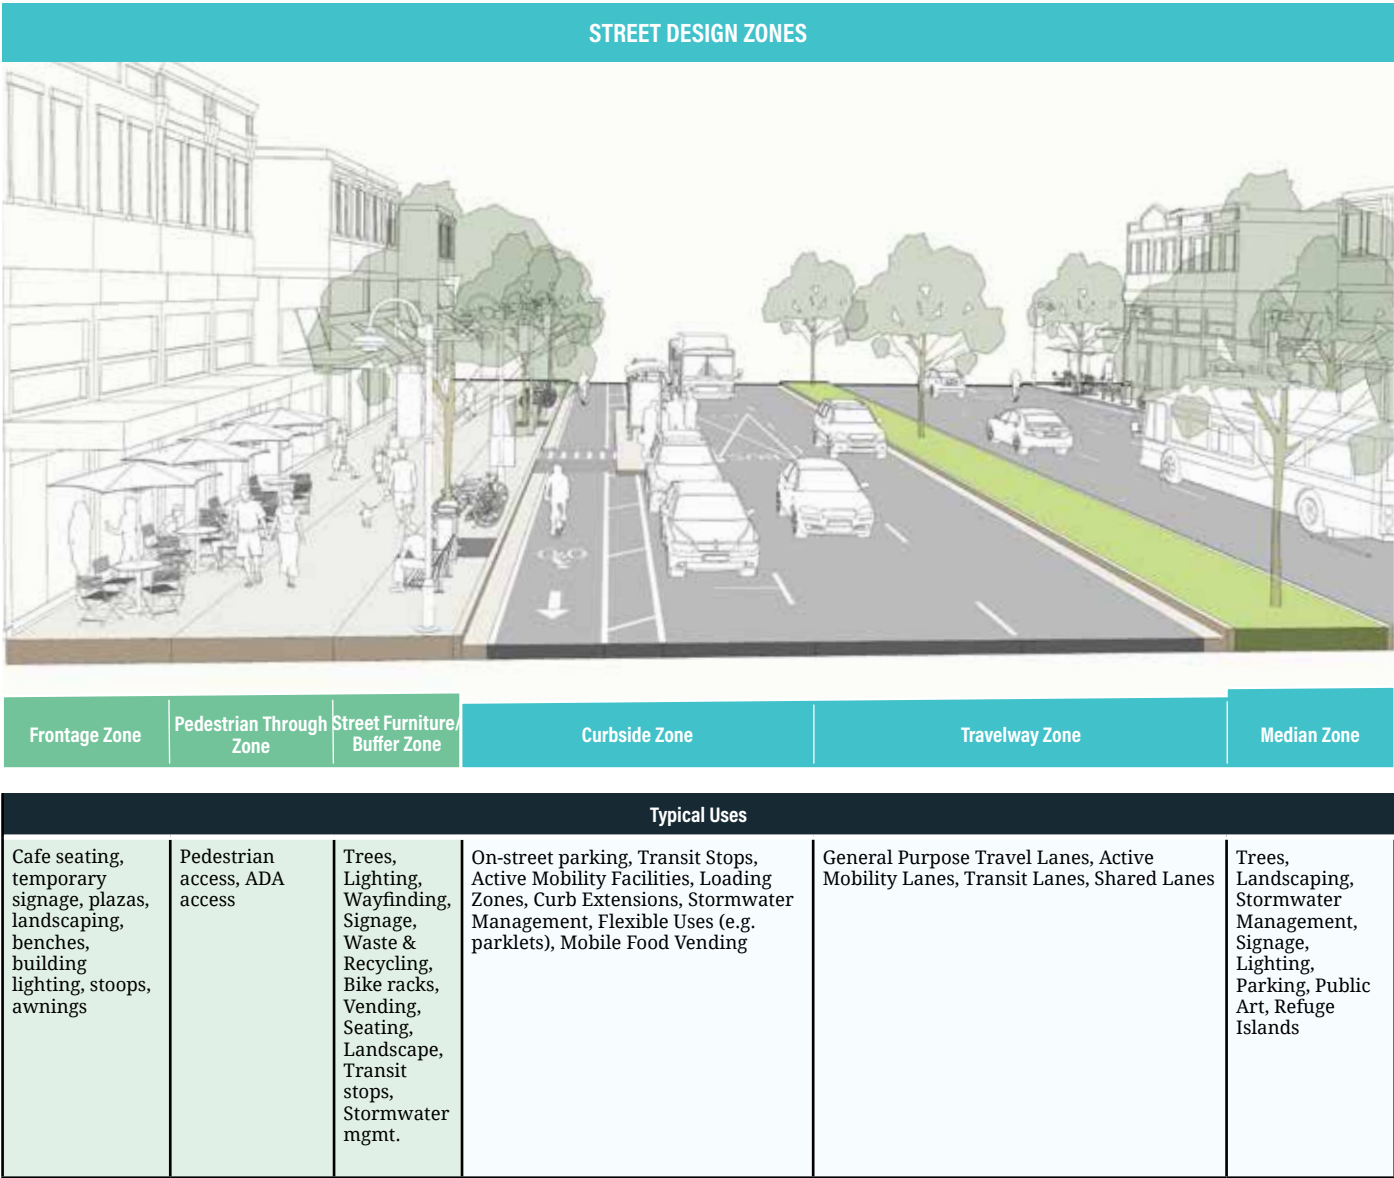 STREET DESIGN ZONES
Frontage Zone
Pedestrian Through
Zone
Street Furniture/
Buffer Zone
Curbside Zone
Travelway Zone
Median Zone
Typical Uses
Cafe seating,
temporary
signage, plazas,
landscaping,
benches,
building
lighting, stoops,
awnings
Pedestrian
access, ADA
access
Trees,
Lighting,
Wayfinding,
Signage,
Waste &
Recycling,
Bike racks,
Vending,
Seating,
Landscape,
Transit
stops,
Stormwater
mgmt.
On-street parking, Transit Stops,
Active Mobility Facilities, Loading
Zones, Curb Extensions, Stormwater
Management, Flexible Uses (e.g.
parklets), Mobile Food Vending
General Purpose Travel Lanes, Active
Mobility Lanes, Transit Lanes, Shared Lanes
Trees,
Landscaping,
Stormwater
Management,
Signage,
Lighting,
Parking, Public
Art, Refuge
Islands